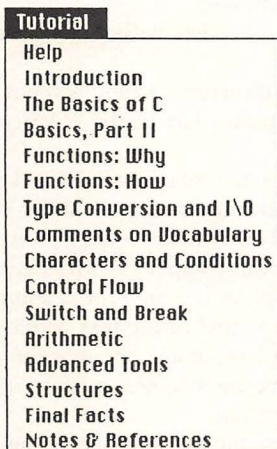 Tutorial
Help
Introduction
The Basics of C
Basics, Part II
Functions: Why
Functions: How
Type Conversion and I\O
Comments on Vocabulary
Characters and Conditions
Control Flow
Switch and Break
Arithmetic
Advanced Tools
Structures
Final Facts
Notes & References